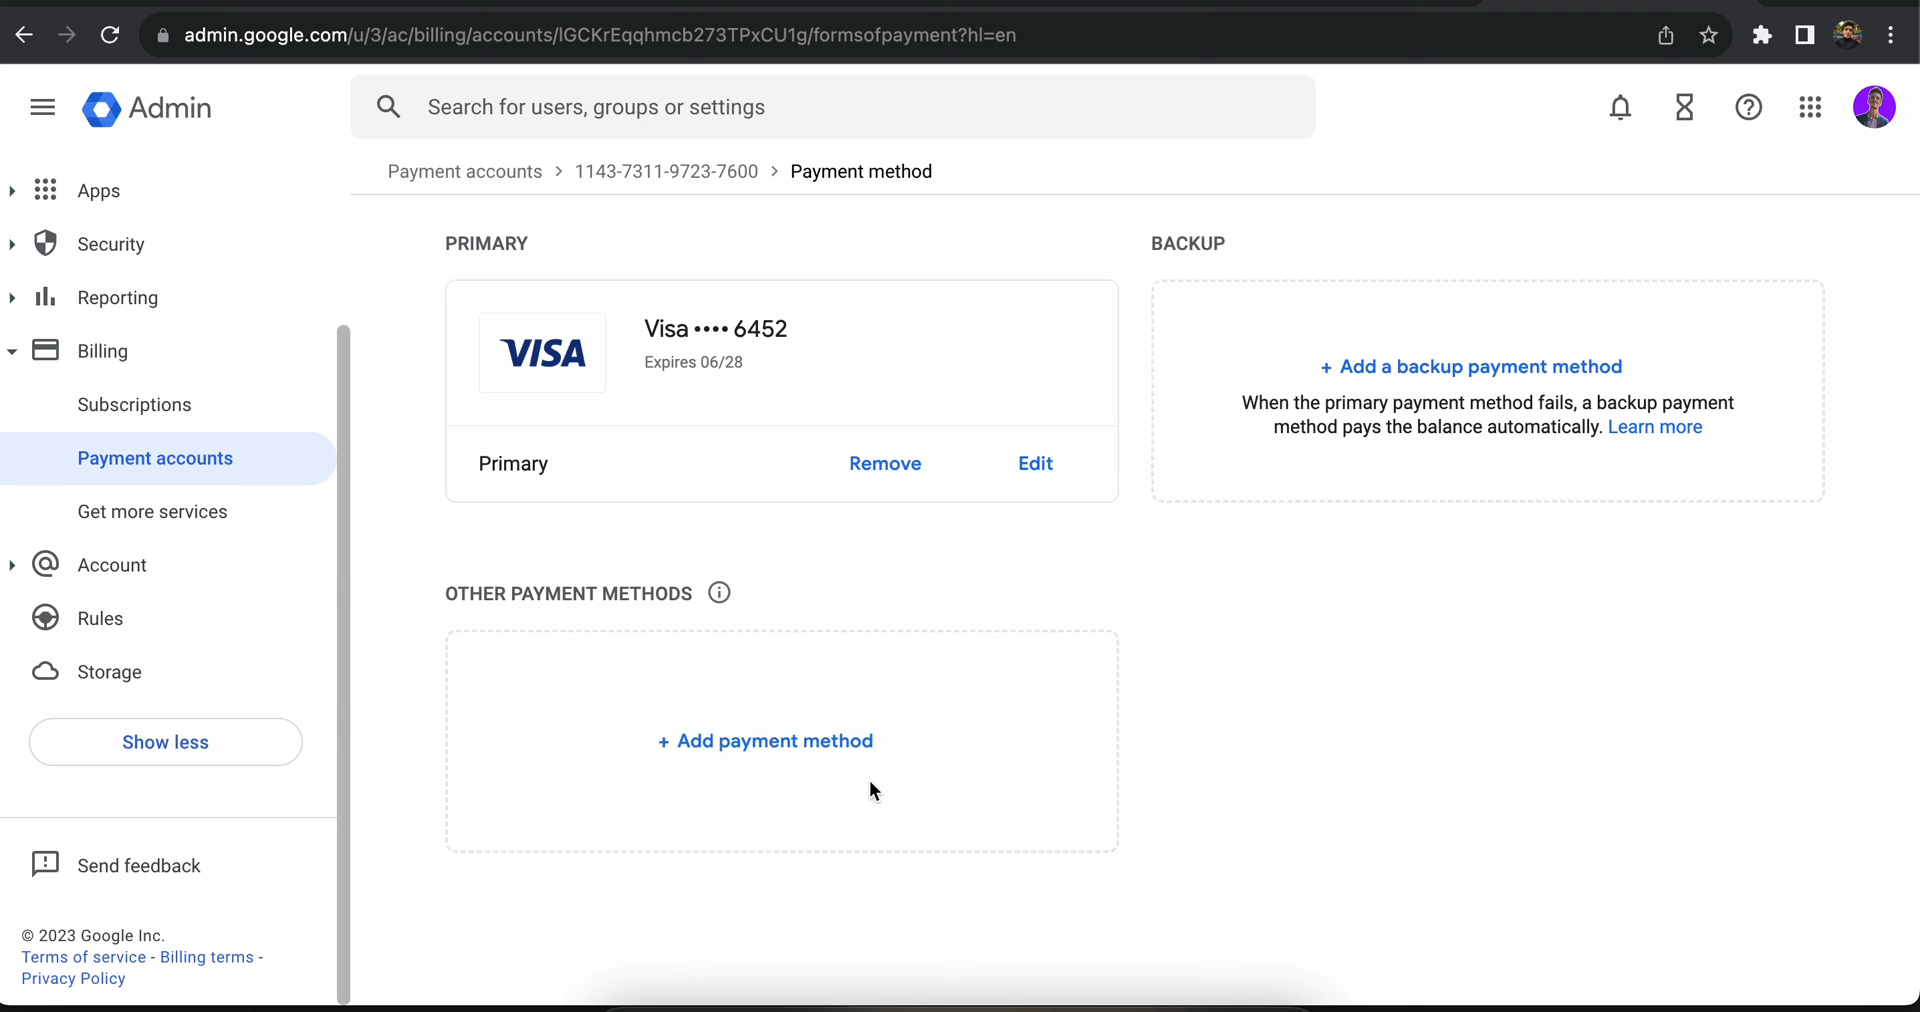 admin.google.com/u/3/ac/billing/accounts/IGCKrEqqhmcb273TPxCU1g/formsofpayment?hl=en
Admin
Search for users, groups or settings
Apps
Security
Reporting
Billing
Subscriptions
Payment accounts
Get more services
Account
Rules
Storage
Show less
Send feedback
© 2023 Google Inc.
Terms of service - Billing terms -
Privacy Policy
Payment accounts > 1143-7311-9723-7600 > Payment method
PRIMARY
VISA
Visa •••• 6452
Expires 06/28
Primary
Remove
Edit
BACKUP
+ Add a backup payment method
When the primary payment method fails, a backup payment
method pays the balance automatically. Learn more
OTHER PAYMENT METHODS
+ Add payment method